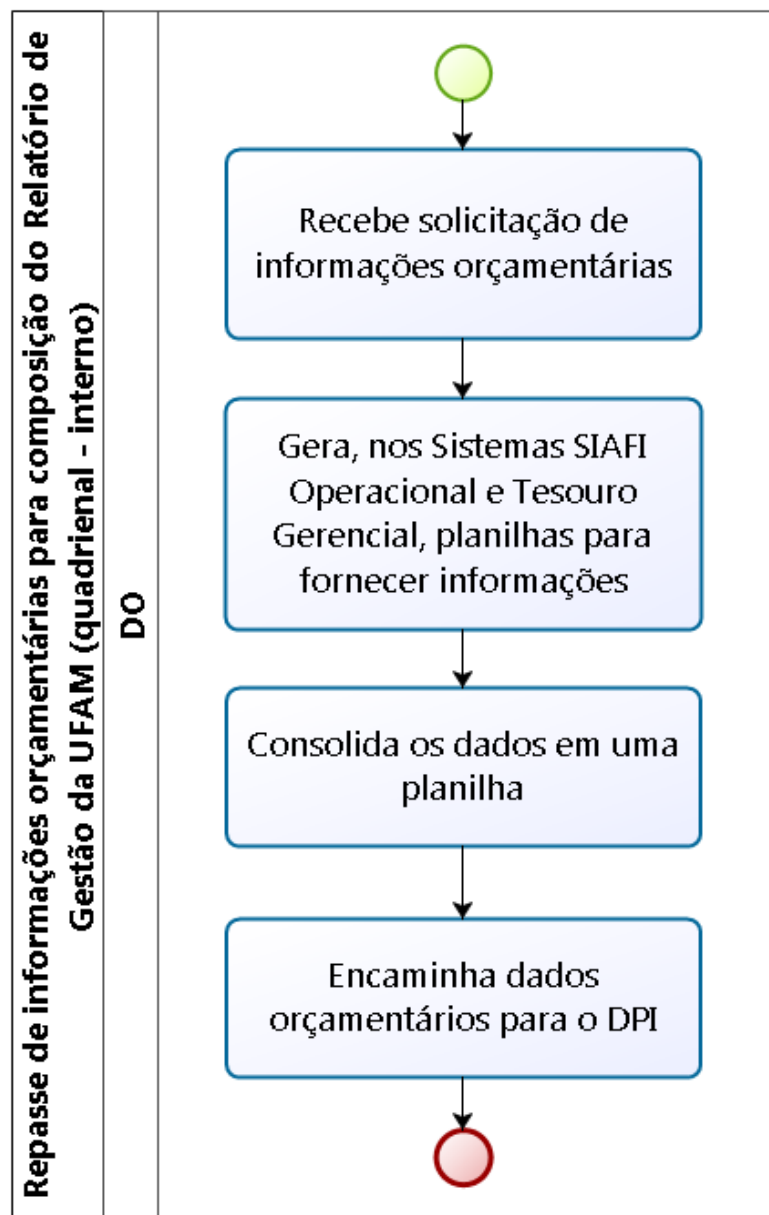 Repasse de informações orçamentárias para composição do Relatório de
Gestão da UFAM (quadrienal - interno)
DO
Recebe solicitação de
informações orçamentárias
Gera, nos Sistemas SIAFI
Operacional e Tesouro
Gerencial, planilhas para
fornecer informações
Consolida os dados em uma
planilha
Encaminha dados
orçamentários para o DPI